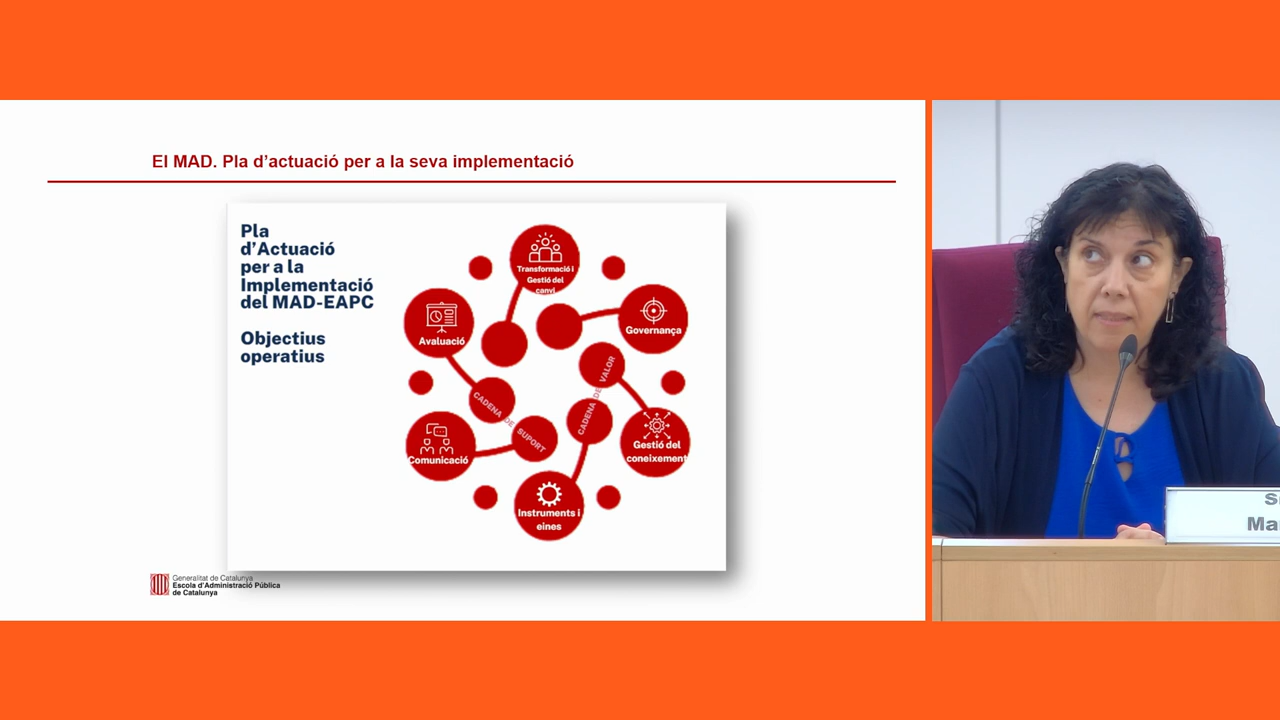 El MAD. Pla d'actuació per a la seva implementació
Pla
d'Actuació
per a la
Implementació
del MAD-EAPC
Objectius
operatius
Transformació i
Gestió del
canvi
Governança
Avaluació
CADENA DE VALOR
CADENA DE SUPORT
Gestió del
coneixement
Comunicació
Instruments i
eines
Generalitat de Catalunya
Escola d'Administració Pública
de Catalunya